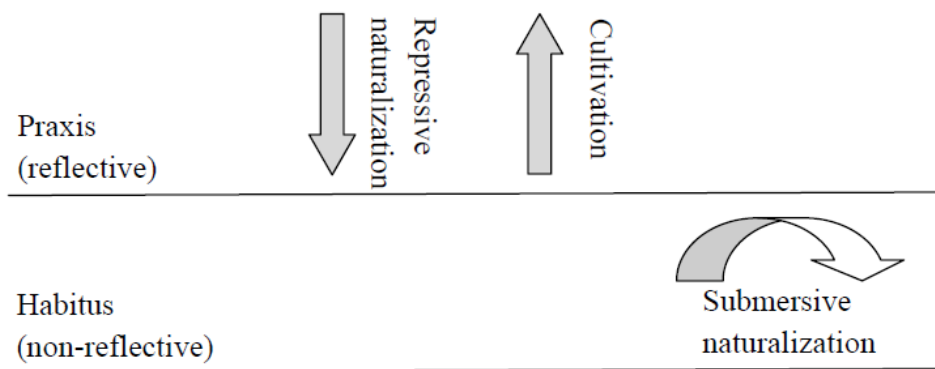 Repressive
naturalization
Cultivation
Praxis
(reflective)
Habitus
(non-reflective)
Submersive
naturalization